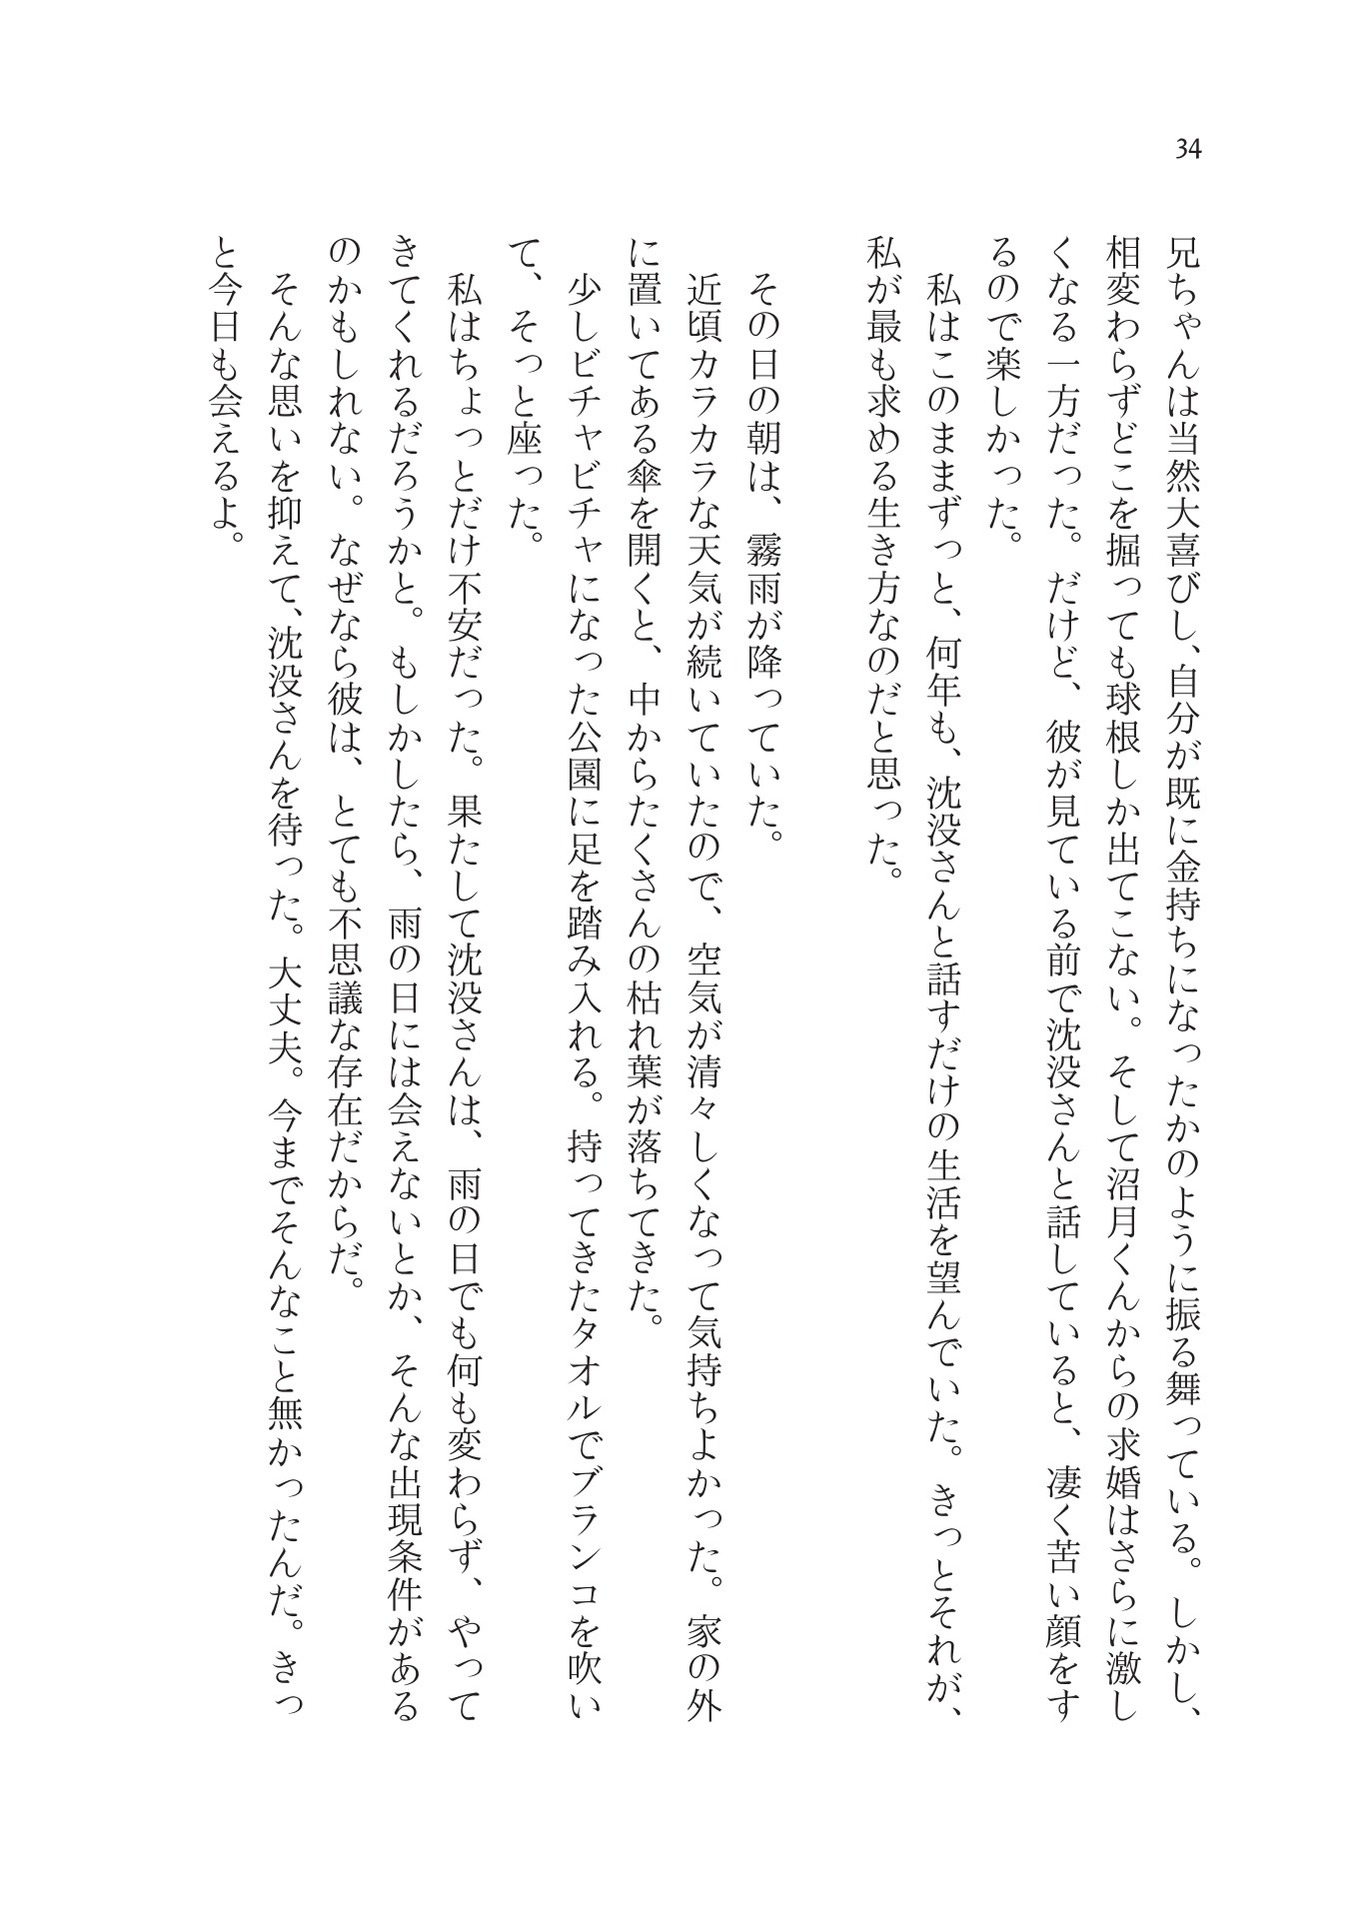 34
兄ちゃんは当然大喜びし、自分が既に金持ちになったかのように振る舞っている。しかし、
相変わらずどこを掘っても球根しか出てこない。そして沼月くんからの求婚はさらに激し
くなる一方だった。だけど、彼が見ている前で沈没さんと話していると、凄く苦い顔をす
るので楽しかった。
　私はこのままずっと、何年も、沈没さんと話すだけの生活を望んでいた。きっとそれが、
私が最も求める生き方なのだと思った。
　その日の朝は、霧雨が降っていた。
　近頃カラカラな天気が続いていたので、空気が清々しくなって気持ちよかった。家の外
に置いてある傘を開くと、中からたくさんの枯れ葉が落ちてきた。
　少しビチャビチャになった公園に足を踏み入れる。持ってきたタオルでブランコを吹い
て、そっと座った。
　私はちょっとだけ不安だった。果たして沈没さんは、雨の日でも何も変わらず、やって
きてくれるだろうかと。もしかしたら、雨の日には会えないとか、そんな出現条件がある
のかもしれない。なぜなら彼は、とても不思議な存在だからだ。
　そんな思いを抑えて、沈没さんを待った。大丈夫。今までそんなこと無かったんだ。きっ
と今日も会えるよ。